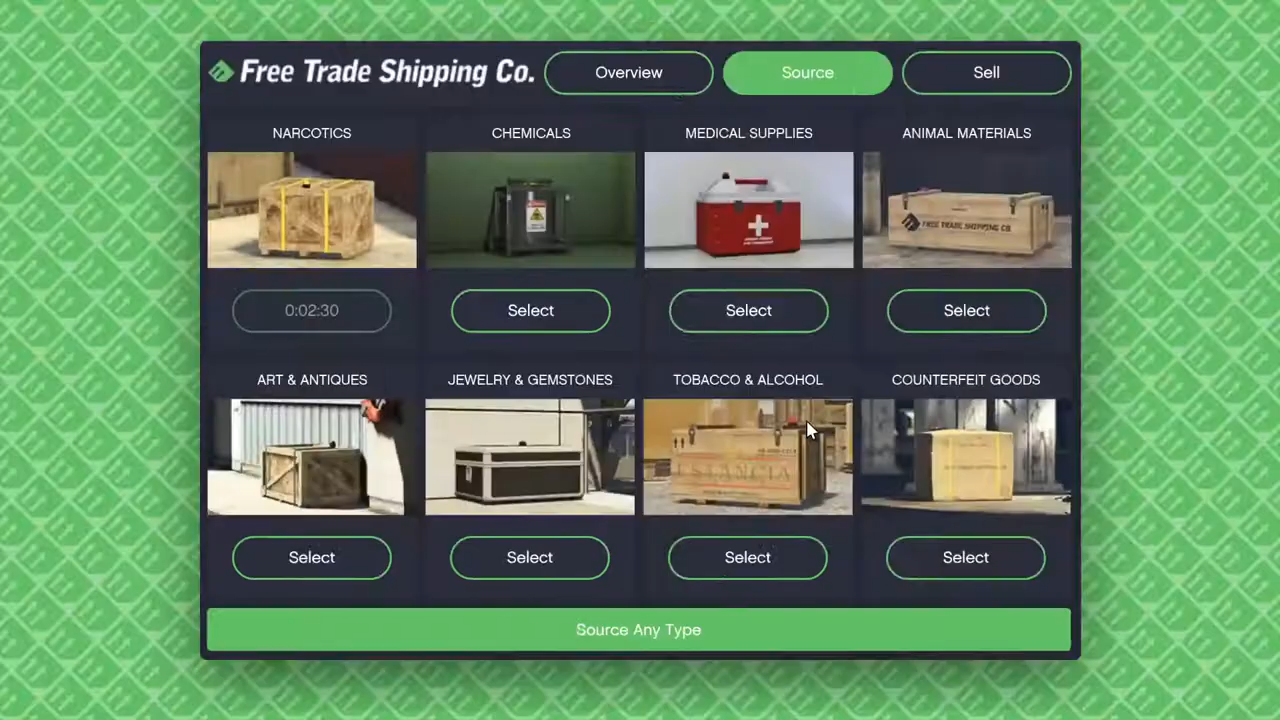 Free Trade Shipping Co.
Overview
Source
Sell
NARCOTICS
CHEMICALS
MEDICAL SUPPLIES
ANIMAL MATERIALS
FREE TRADE SHIPPING CO.
0:02:30
Select
Select
Select
ART & ANTIQUES
JEWELRY & GEMSTONES
TOBACCO & ALCOHOL
COUNTERFEIT GOODS
ESTANCIA
Select
Select
Select
Select
Source Any Type